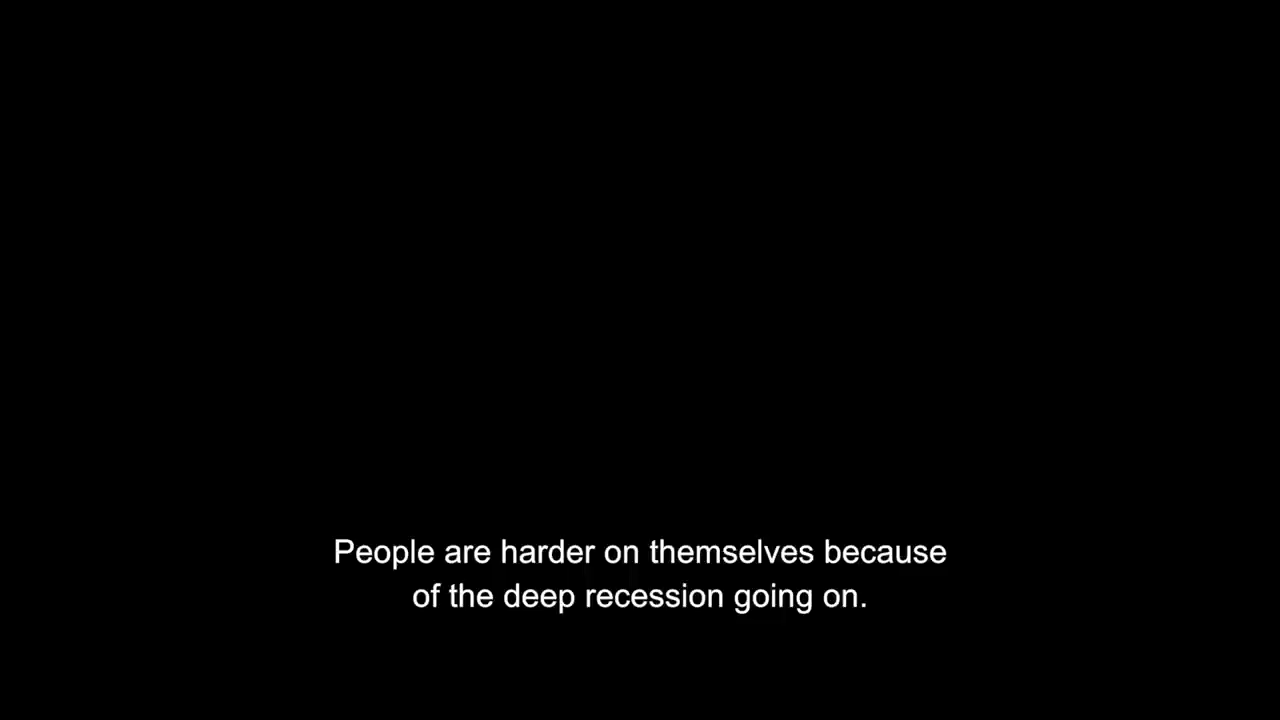 People are harder on themselves because
of the deep recession going on.